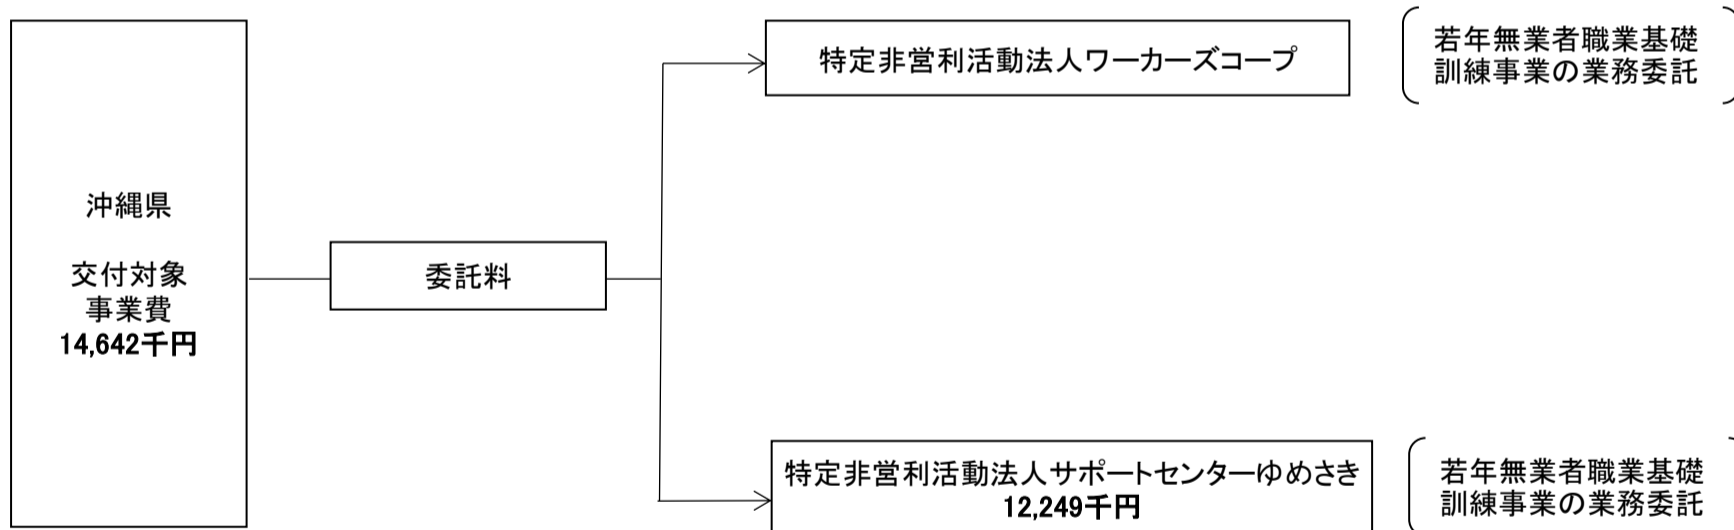 沖縄県
交付対象
事業費
14,642千円
委託料
特定非営利活動法人ワーカーズコープ
若年無業者職業基礎
訓練事業の業務委託
特定非営利活動法人サポートセンターゆめさき
12,249千円
若年無業者職業基礎
訓練事業の業務委託